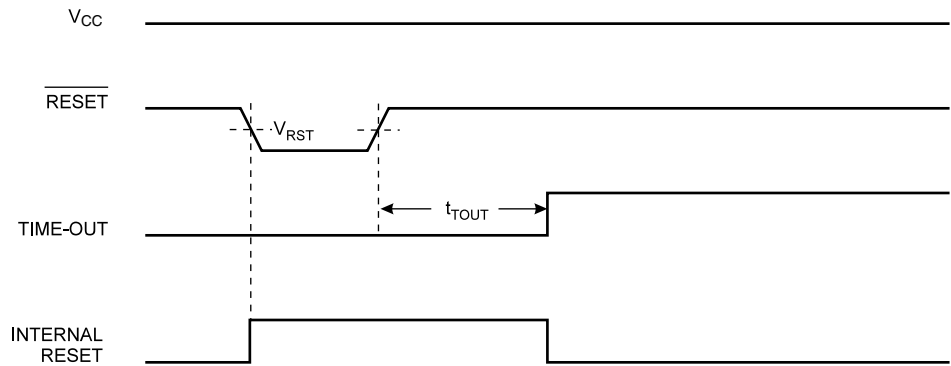 VCC
RESET
VRST
tTOUT
TIME-OUT
INTERNAL
RESET